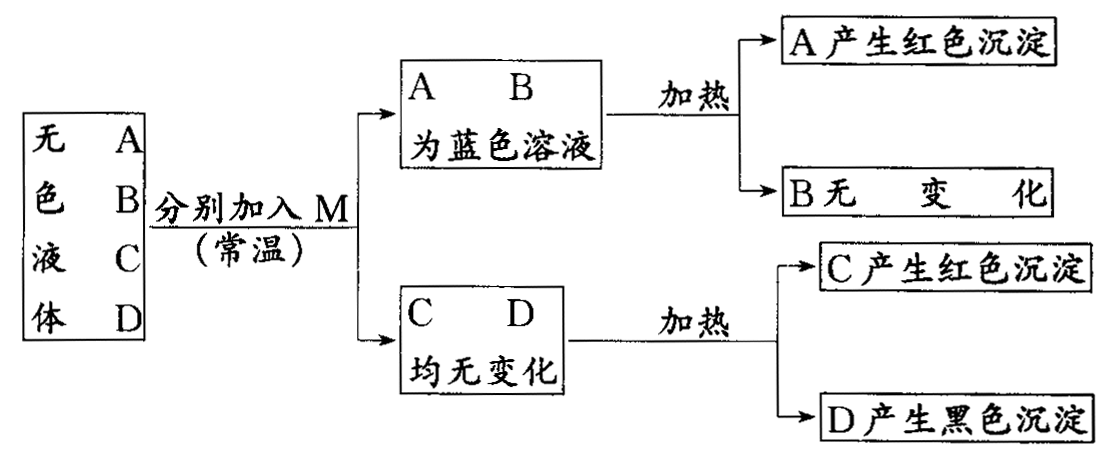 无 A
色 B
液 C
体 D
分别加入 M
(常温)
A B
为蓝色溶液
加热
A 产生红色沉淀
B 无 变 化
C D
均无变化
加热
C 产生红色沉淀
D 产生黑色沉淀